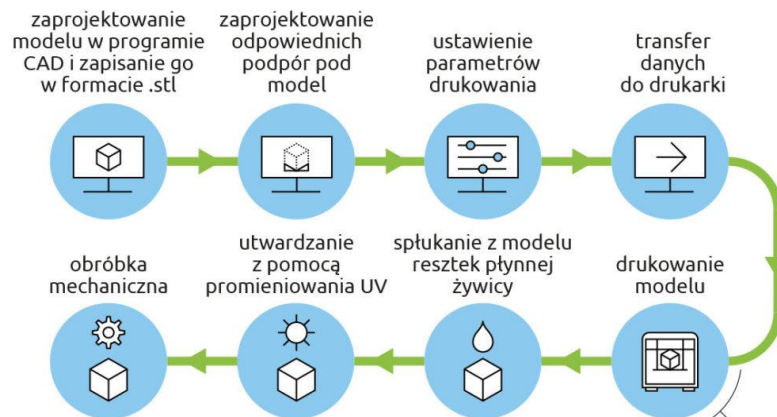 zaprojektowanie
modelu w programie
CAD i zapisanie go
w formacie .stl
zaprojektowanie
odpowiednich
podpór pod
model
ustawienie
parametrów
drukowania
transfer
danych
do drukarki
obróbka
mechaniczna
utwardzanie
z pomocą
promieniowania UV
spłukanie z modelu
resztek płynnej
żywicy
drukowanie
modelu